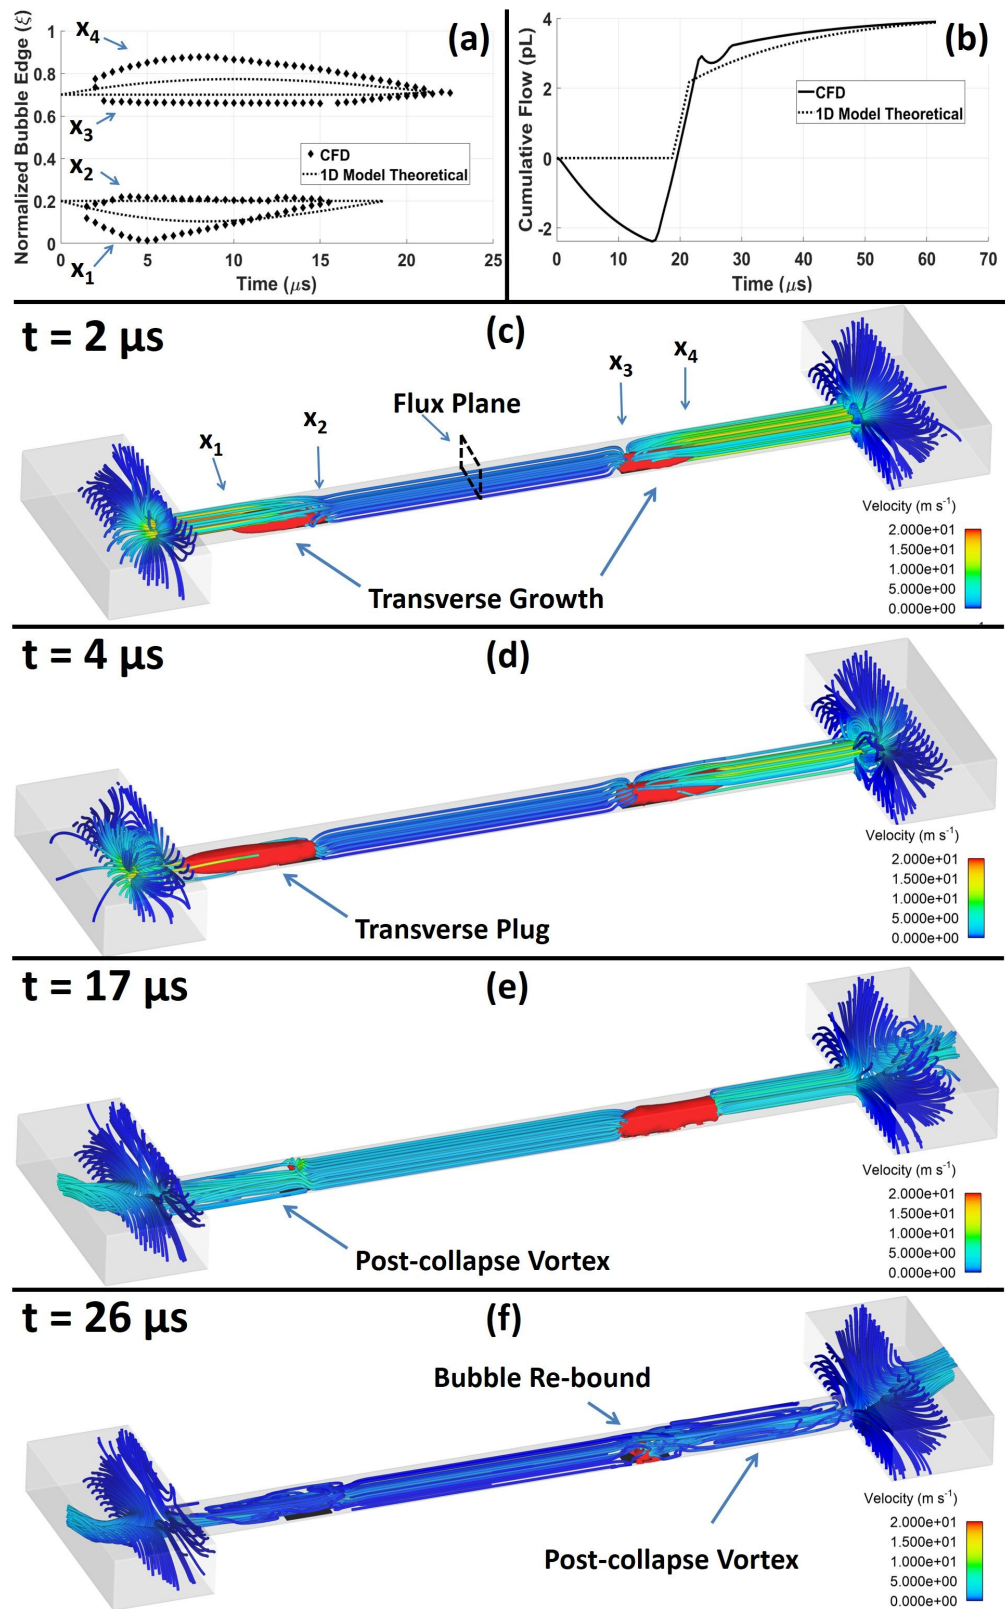 (a)
Normalized Bubble Edge (ξ)
1
0.8
0.6
0.4
0.2
0
x4
x3
x2
x1
CFD
1D Model Theoretical
0
5
10
15
20
25
Time (μs)
(b)
Cumulative Flow (pL)
4
2
0
-2
CFD
1D Model Theoretical
0
10
20
30
40
50
60
70
Time (μs)
t = 2 μs
(c)
x1
x2
Flux Plane
x3
x4
Transverse Growth
Velocity (m s-1)
2.000e+01
1.500e+01
1.000e+01
5.000e+00
0.000e+00
t = 4 μs
(d)
Transverse Plug
Velocity (m s-1)
2.000e+01
1.500e+01
1.000e+01
5.000e+00
0.000e+00
t = 17 μs
(e)
Post-collapse Vortex
Velocity (m s-1)
2.000e+01
1.500e+01
1.000e+01
5.000e+00
0.000e+00
t = 26 μs
(f)
Bubble Re-bound
Post-collapse Vortex
Velocity (m s-1)
2.000e+01
1.500e+01
1.000e+01
5.000e+00
0.000e+00